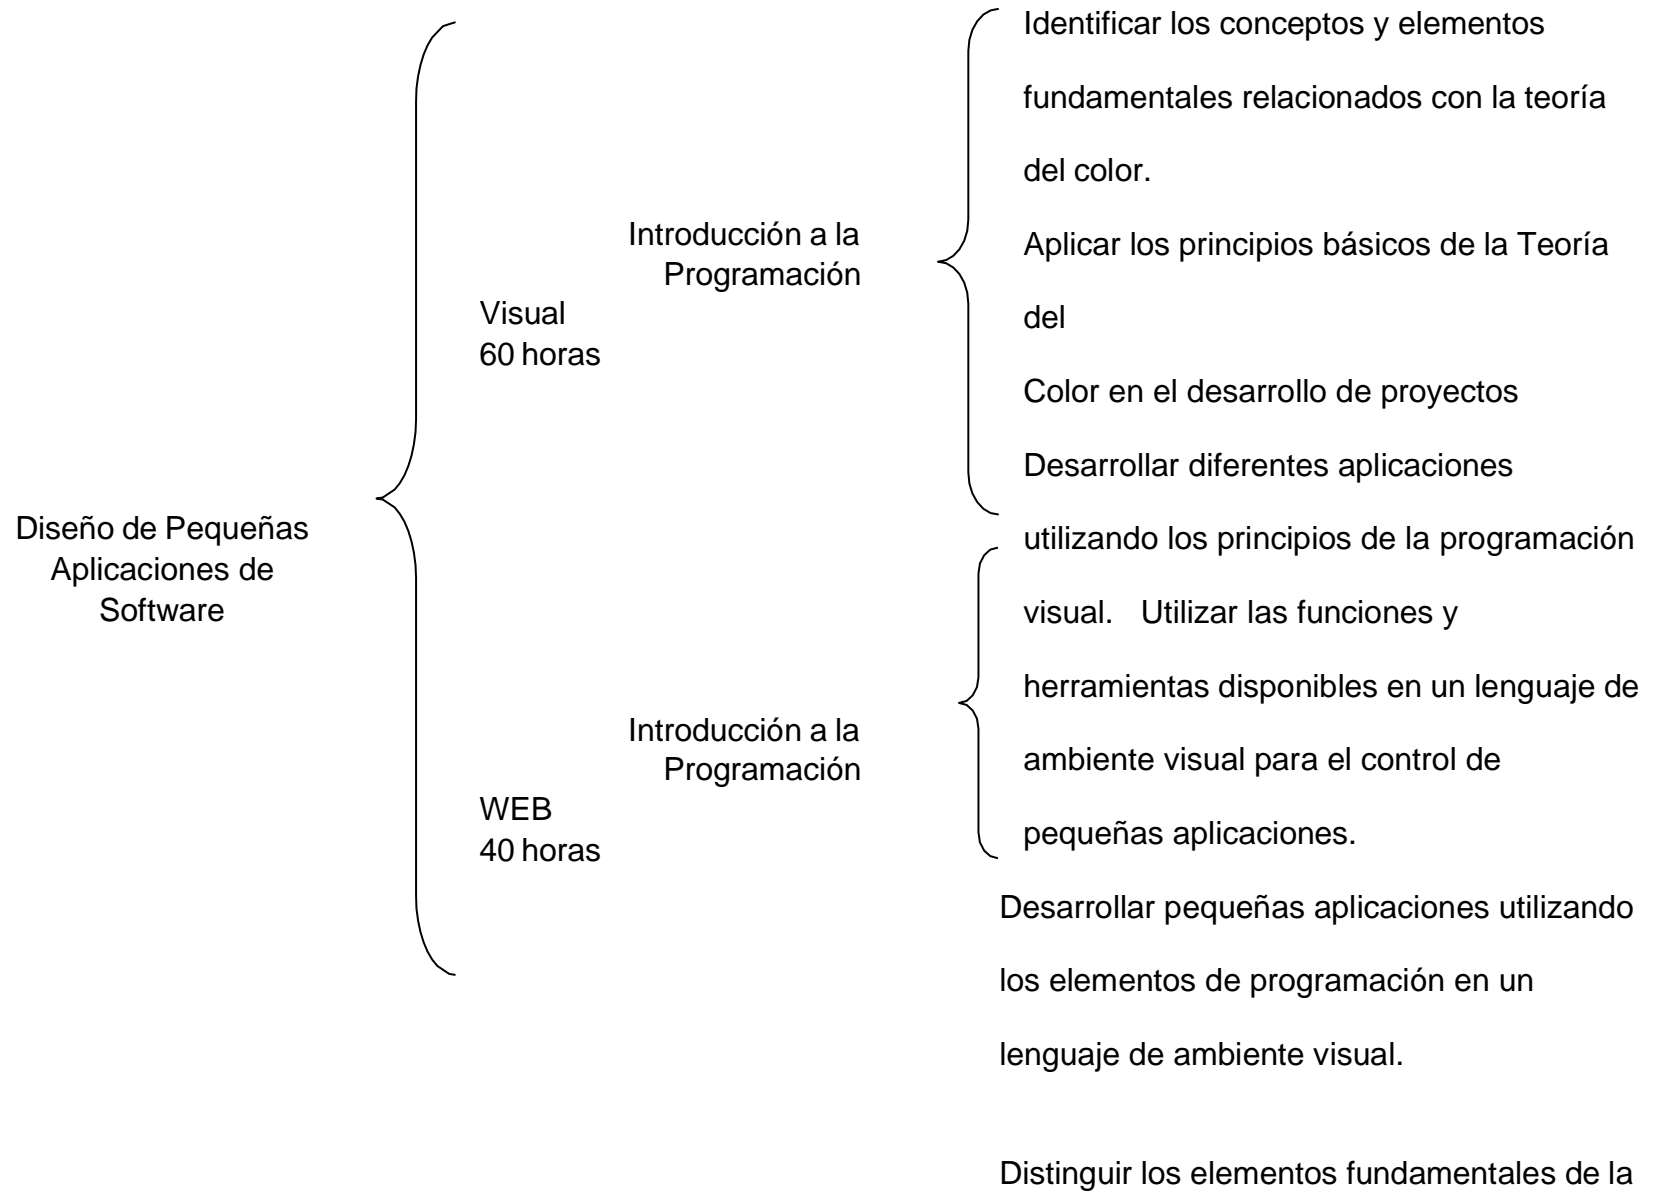 Diseño de Pequeñas
Aplicaciones de
Software
Introducción a la
Programación
Visual
60 horas
Introducción a la
Programación
WEB
40 horas
Identificar los conceptos y elementos
fundamentales relacionados con la teoría
del color.
Aplicar los principios básicos de la Teoría
del
Color en el desarrollo de proyectos
Desarrollar diferentes aplicaciones
utilizando los principios de la programación
visual. Utilizar las funciones y
herramientas disponibles en un lenguaje de
ambiente visual para el control de
pequeñas aplicaciones.
Desarrollar pequeñas aplicaciones utilizando
los elementos de programación en un
lenguaje de ambiente visual.
Distinguir los elementos fundamentales de la